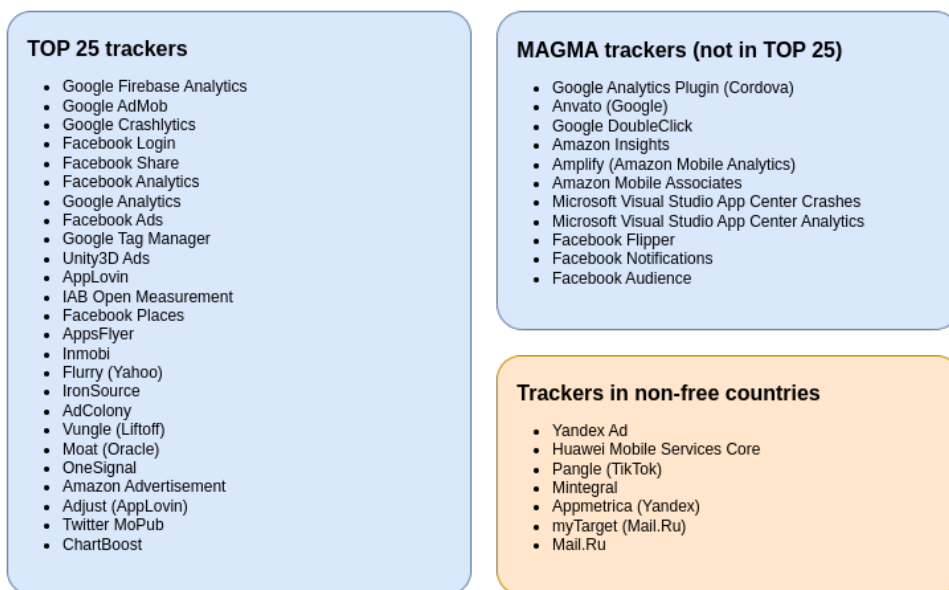 TOP 25 trackers
Google Firebase Analytics
Google AdMob
Google Crashlytics
Facebook Login
Facebook Share
Facebook Analytics
Google Analytics
Facebook Ads
Google Tag Manager
Unity3D Ads
AppLovin
IAB Open Measurement
Facebook Places
AppsFlyer
Inmobi
Flurry (Yahoo)
IronSource
AdColony
Vungle (Liftoff)
Moat (Oracle)
OneSignal
Amazon Advertisement
Adjust (AppLovin)
Twitter MoPub
ChartBoost
MAGMA trackers (not in TOP 25)
Google Analytics Plugin (Cordova)
Anvato (Google)
Google DoubleClick
Amazon Insights
Amplify (Amazon Mobile Analytics)
Amazon Mobile Associates
Microsoft Visual Studio App Center Crashes
Microsoft Visual Studio App Center Analytics
Facebook Flipper
Facebook Notifications
Facebook Audience
Trackers in non-free countries
Yandex Ad
Huawei Mobile Services Core
Pangle (TikTok)
Mintegral
Appmetrica (Yandex)
myTarget (Mail.Ru)
Mail.Ru